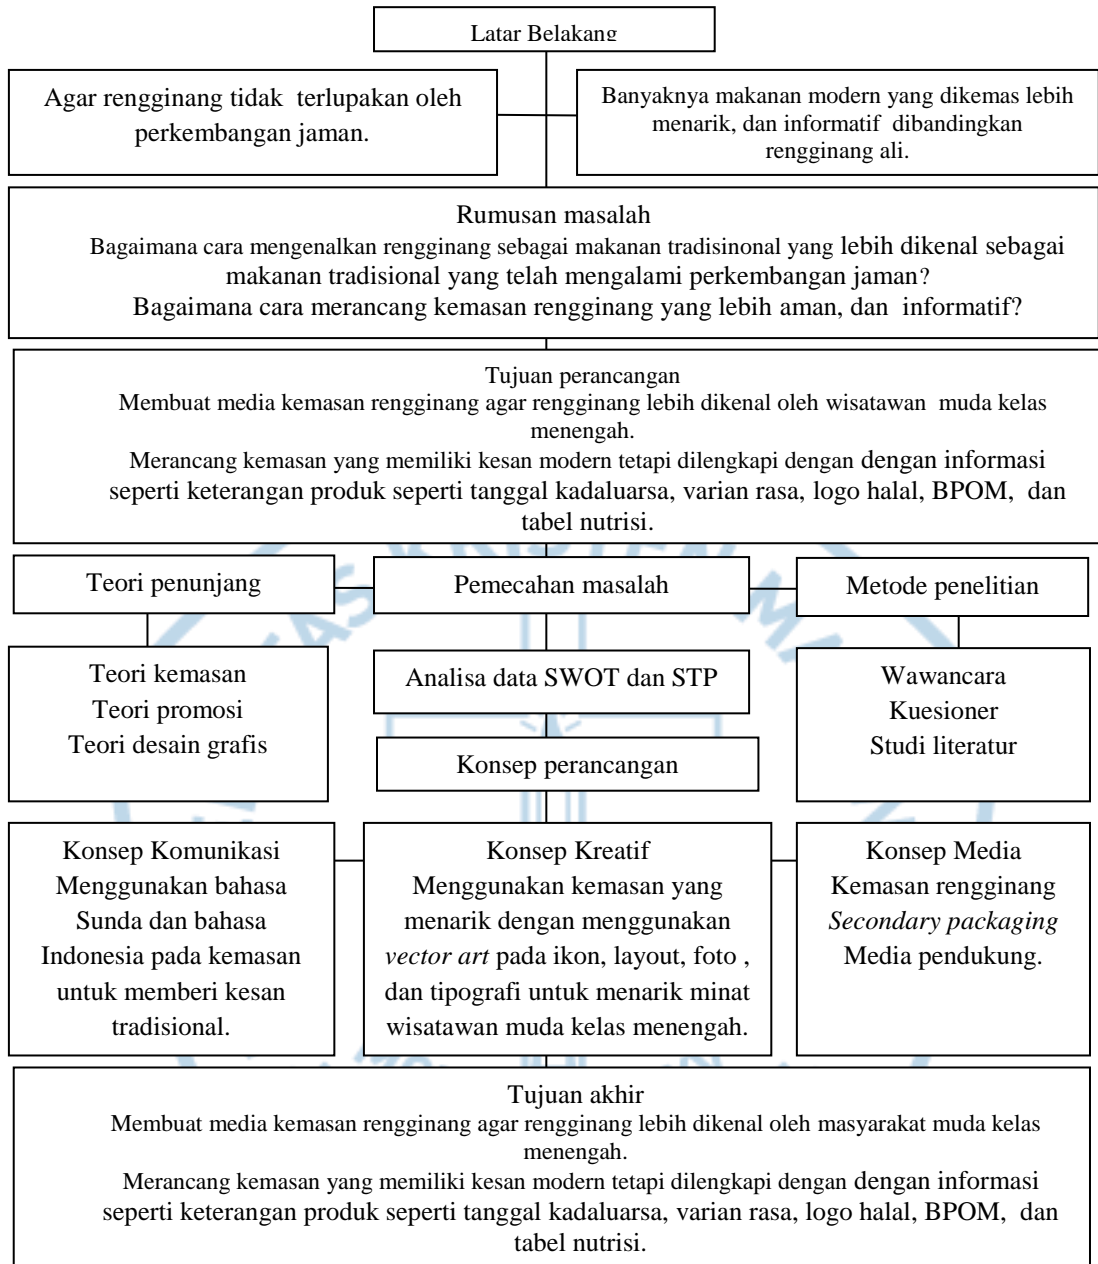 Latar Belakang
Agar rengginang tidak terlupakan oleh
perkembangan jaman.
Banyaknya makanan modern yang dikemas lebih
menarik, dan informatif dibandingkan
rengginang ali.
Rumusan masalah
Bagaimana cara mengenalkan rengginang sebagai makanan tradisinonal yang lebih dikenal sebagai
makanan tradisional yang telah mengalami perkembangan jaman?
Bagaimana cara merancang kemasan rengginang yang lebih aman, dan informatif?
Tujuan perancangan
Membuat media kemasan rengginang agar rengginang lebih dikenal oleh wisatawan muda kelas
menengah.
Merancang kemasan yang memiliki kesan modern tetapi dilengkapi dengan dengan informasi
seperti keterangan produk seperti tanggal kadaluarsa, varian rasa, logo halal, BPOM, dan
tabel nutrisi.
Teori penunjang
Pemecahan masalah
Metode penelitian
Teori kemasan
Teori promosi
Teori desain grafis
Analisa data SWOT dan STP
Wawancara
Kuesioner
Studi literatur
Konsep perancangan
Konsep Komunikasi
Menggunakan bahasa
Sunda dan bahasa
Indonesia pada kemasan
untuk memberi kesan
tradisional.
Konsep Kreatif
Menggunakan kemasan yang
menarik dengan menggunakan
vector art pada ikon, layout, foto ,
dan tipografi untuk menarik minat
wisatawan muda kelas menengah.
Konsep Media
Kemasan rengginang
Secondary packaging
Media pendukung.
Tujuan akhir
Membuat media kemasan rengginang agar rengginang lebih dikenal oleh masyarakat muda kelas
menengah.
Merancang kemasan yang memiliki kesan modern tetapi dilengkapi dengan dengan informasi
seperti keterangan produk seperti tanggal kadaluarsa, varian rasa, logo halal, BPOM, dan
tabel nutrisi.